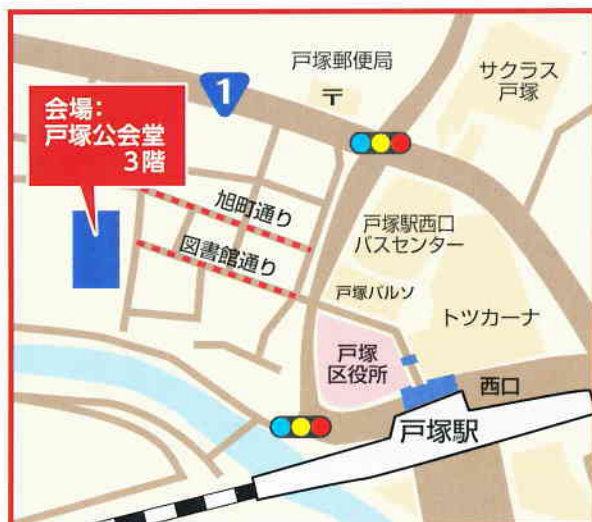 戸塚郵便局
〒
サクラス
戸塚
1
会場：
戸塚公会堂
3階
旭町通り
図書館通り
戸塚駅西口
バスセンター
戸塚パルソ
トツカーナ
戸塚
区役所
西口
戸塚駅